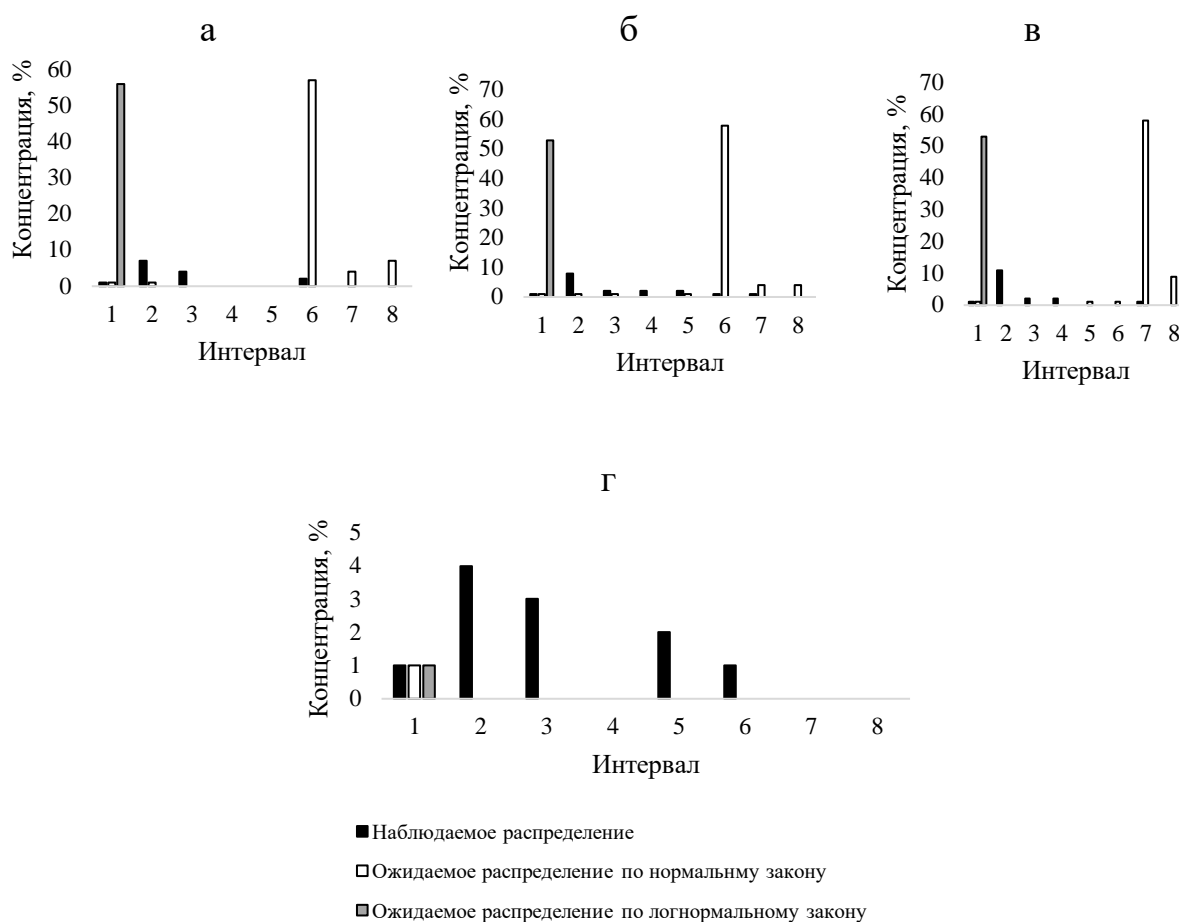 а
Концентрация, %
60
50
40
30
20
10
0
1 2 3 4 5 6 7 8
Интервал
б
Концентрация, %
70
60
50
40
30
20
10
0
1 2 3 4 5 6 7 8
Интервал
в
Концентрация, %
70
60
50
40
30
20
10
0
1 2 3 4 5 6 7 8
Интервал
г
Концентрация, %
5
4
3
2
1
0
1 2 3 4 5 6 7 8
Интервал
Наблюдаемое распределение
Ожидаемое распределение по нормальнму закону
Ожидаемое распределение по логнормальному закону